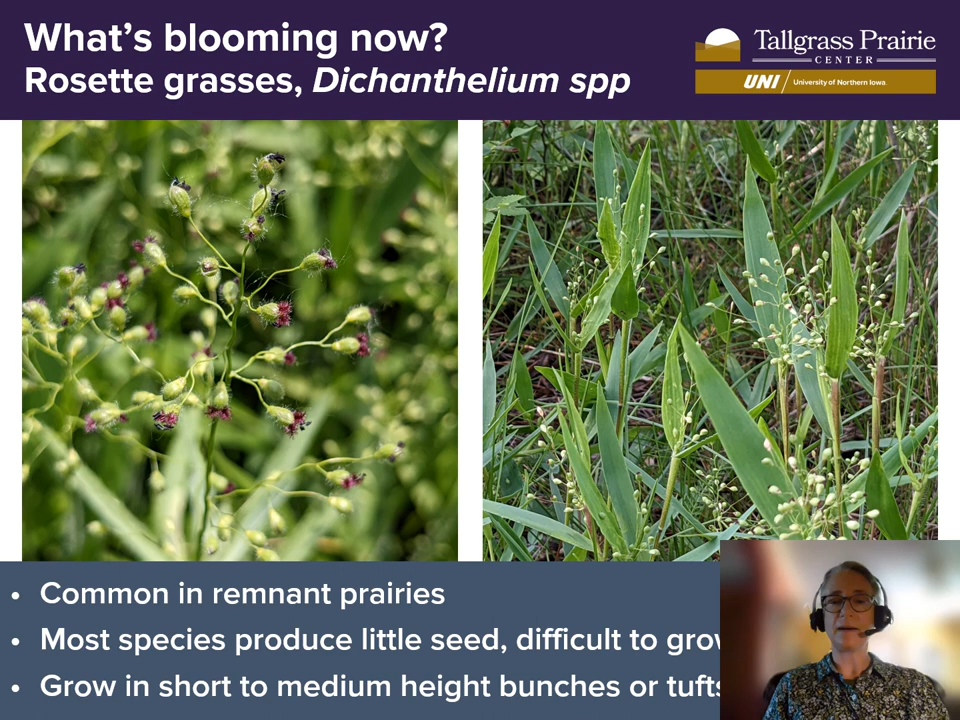 What's blooming now?
Rosette grasses, Dichanthelium spp
Tallgrass Prairie
CENTER
UNI University of Northern Iowa
• Common in remnant prairies
• Most species produce little seed, difficult to grow
• Grow in short to medium height bunches or tufts